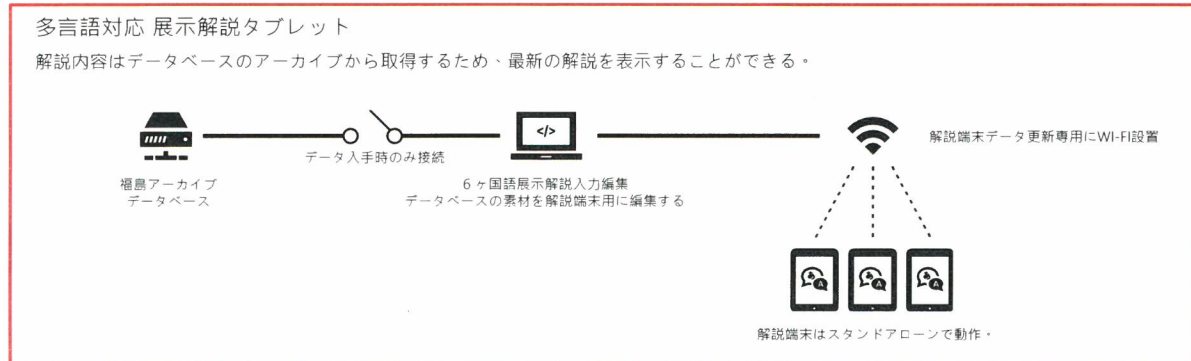 多言語対応 展示解説タブレット
解説内容はデータベースのアーカイブから取得するため、最新の解説を表示することができる。
データ入手時のみ接続
</>
解説端末データ更新専用にWI-FI設置
福島アーカイブ
データベース
6ヶ国語展示解説入力編集
データベースの素材を解説端末用に編集する
あ A
あ A
あ A
解説端末はスタンドアローンで動作。